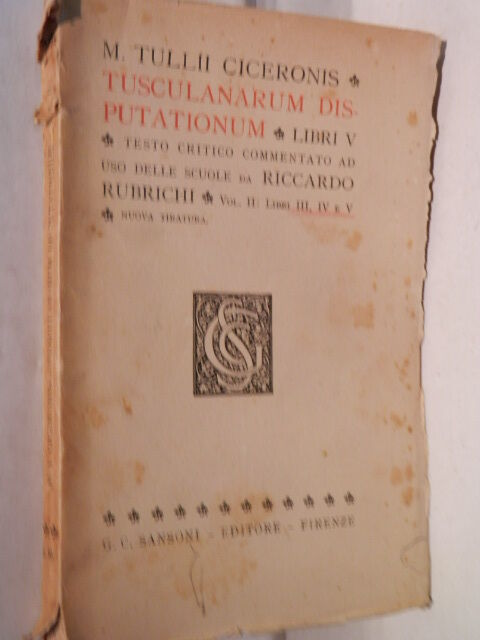 M. TULLII CICERONIS
TUSCULANARUM DIS-
PUTATIONUM LIBRI V
TESTO CRITICO COMMENTATO AD
USO DELLE SCUOLE DA RICCARDO
RUBRICHI VOL. II: LIBRI III, IV E V
NUOVA TIRATURA.
G. C. SANSONI - EDITORE - FIRENZE